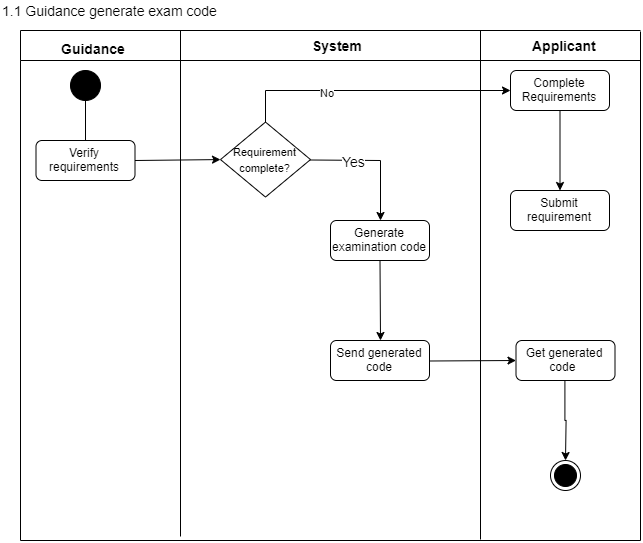 1.1 Guidance generate exam code
Guidance
System
Applicant
No
Complete
Requirements
Verify
requirements
Requirement
complete?
Yes
Submit
requirement
Generate
examination code
Send generated
code
Get generated
code